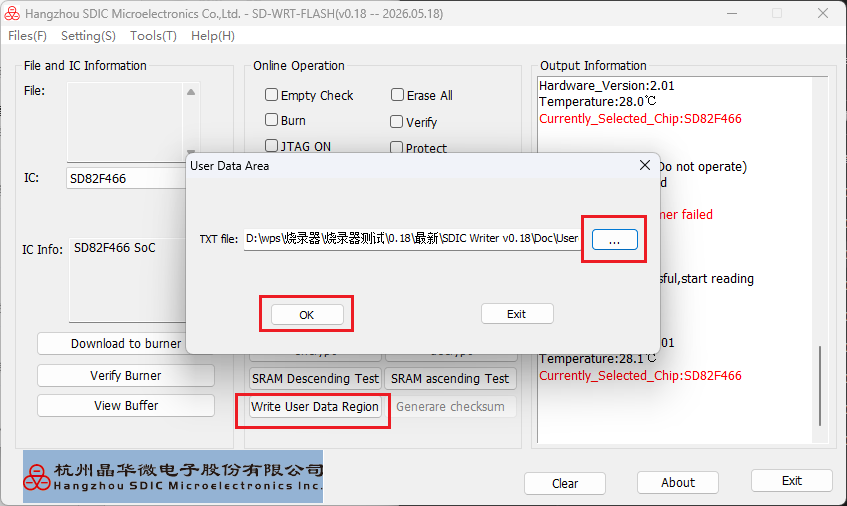 Hangzhou SDIC Microelectronics Co.,Ltd. - SD-WRT-FLASH(v0.18 -- 2026.05.18)
Files(F) Setting(S) Tools(T) Help(H)
File and IC Information
File:
IC:
SD82F466
IC Info:
SD82F466 SoC
Download to burner
Verify Burner
View Buffer
Online Operation
Empty Check
Erase All
Burn
Verify
JTAG ON
Protect
SRAM Descending Test
SRAM ascending Test
Write User Data Region
Generare checksum
Output Information
Hardware_Version:2.01
Temperature:28.0℃
Currently_Selected_Chip:SD82F466
Do not operate)
failed
sful,start reading
01
Temperature:28.1℃
Currently_Selected_Chip:SD82F466
User Data Area
TXT file:
D:\wps\烧录器\烧录器测试\0.18\最新\SDIC Writer v0.18\Doc\User
...
OK
Exit
杭州晶华微电子股份有限公司
Hangzhou SDIC Microelectronics Inc.
Clear
About
Exit